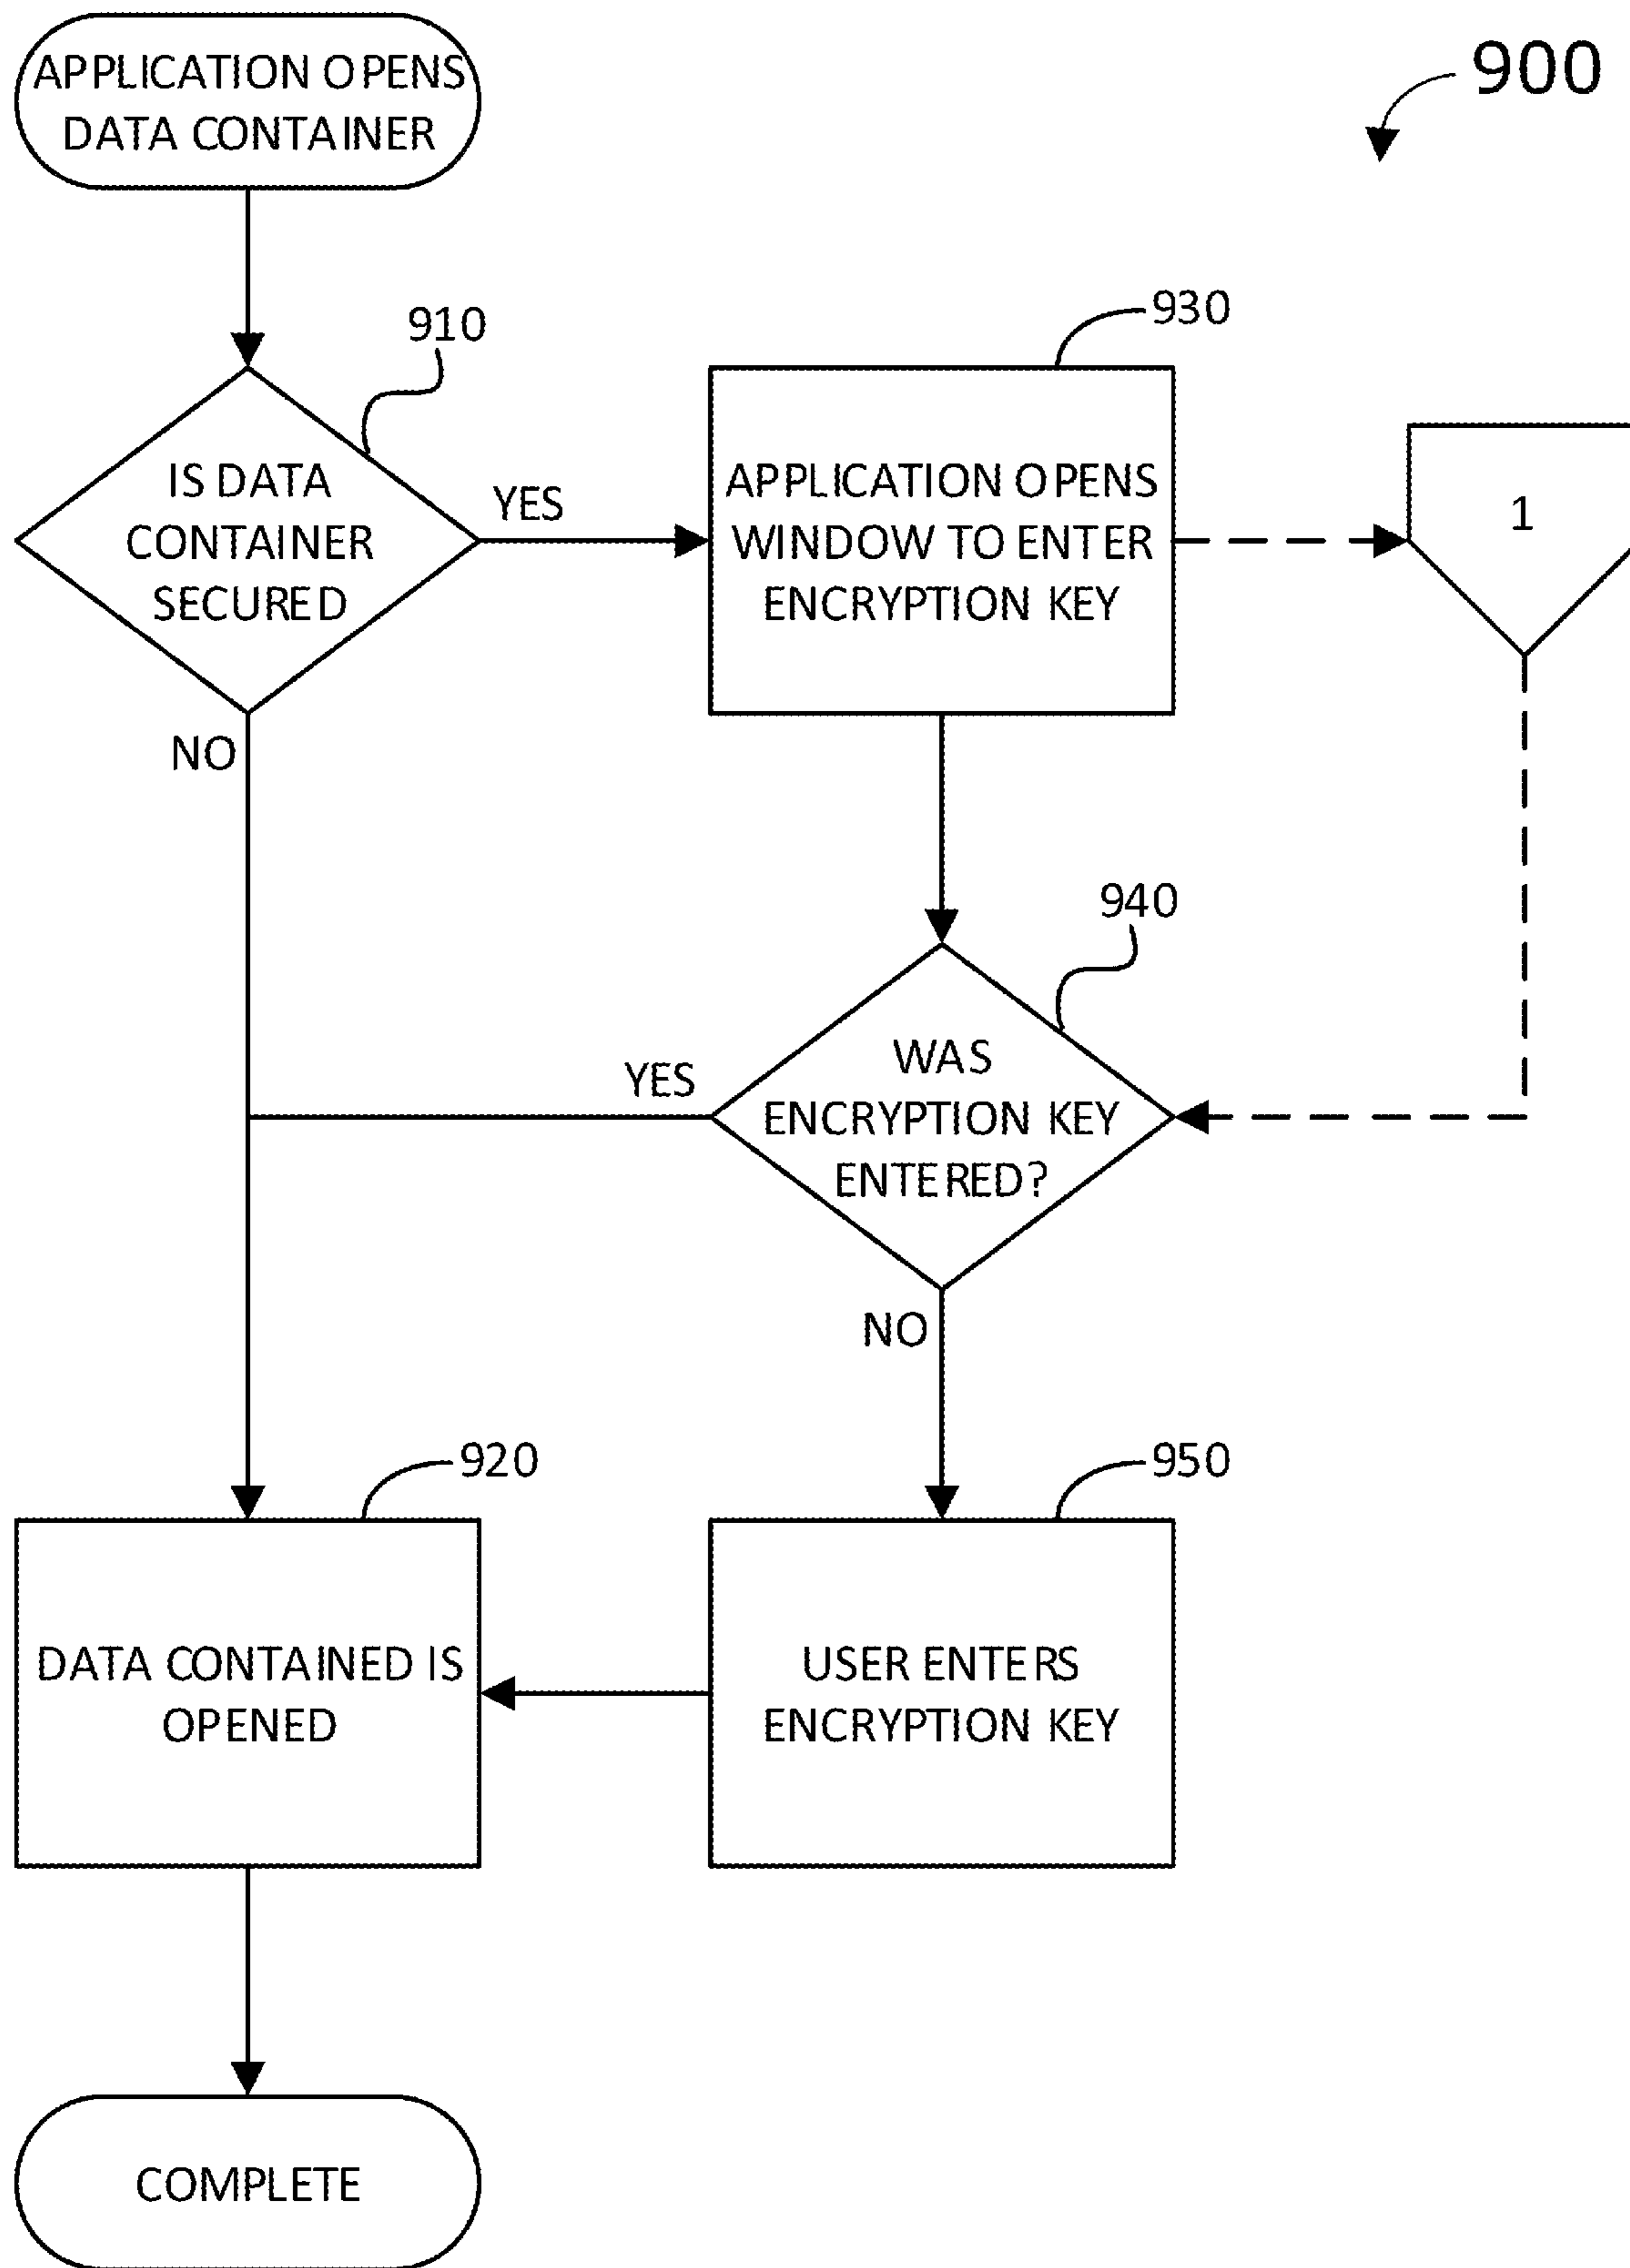 APPLICATION OPENS
DATA CONTAINER
900
910
930
IS DATA
CONTAINER
SECURED
YES
APPLICATION OPENS
WINDOW TO ENTER
ENCRYPTION KEY
1
NO
940
WAS
ENCRYPTION KEY
ENTERED?
YES
NO
920
950
DATA CONTAINED IS
OPENED
USER ENTERS
ENCRYPTION KEY
COMPLETE